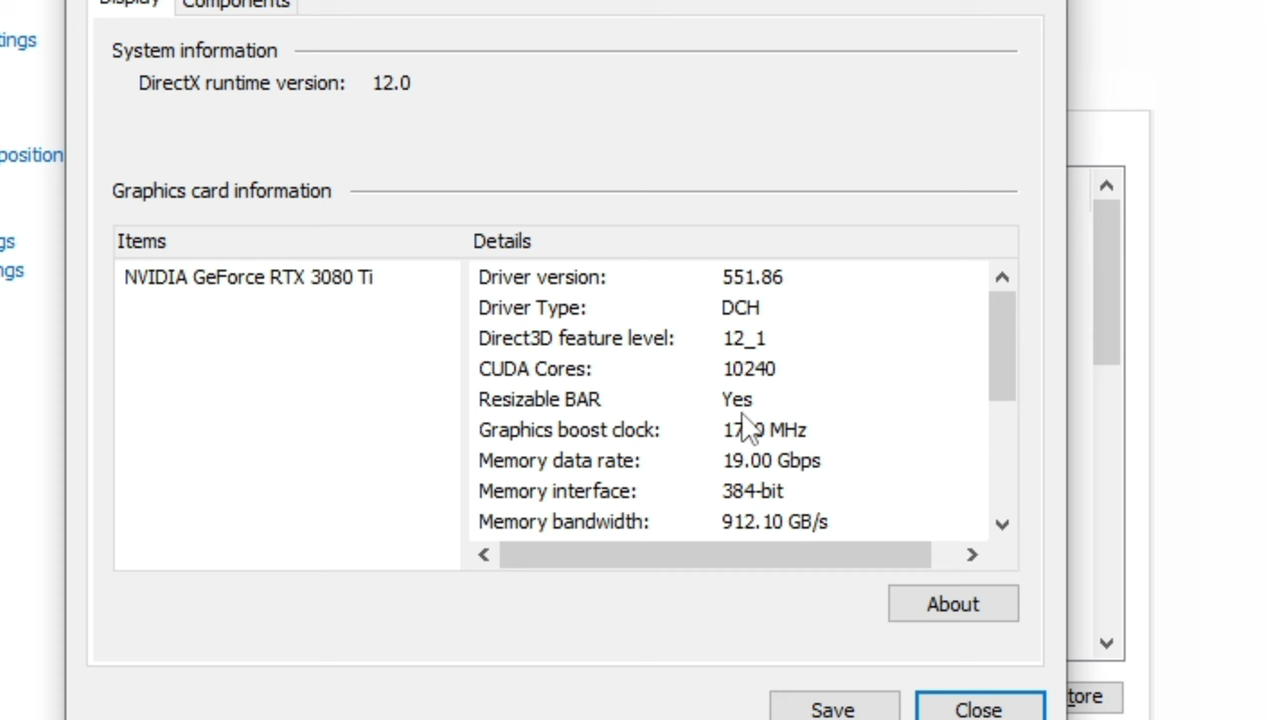 Display Components
tings
System information
DirectX runtime version: 12.0
position
Graphics card information
Items Details
gs
ngs
NVIDIA GeForce RTX 3080 Ti
Driver version: 551.86
Driver Type: DCH
Direct3D feature level: 12_1
CUDA Cores: 10240
Resizable BAR Yes
Graphics boost clock: MHz
Memory data rate: 19.00 Gbps
Memory interface: 384-bit
Memory bandwidth: 912.10 GB/s
About
Save Close tore